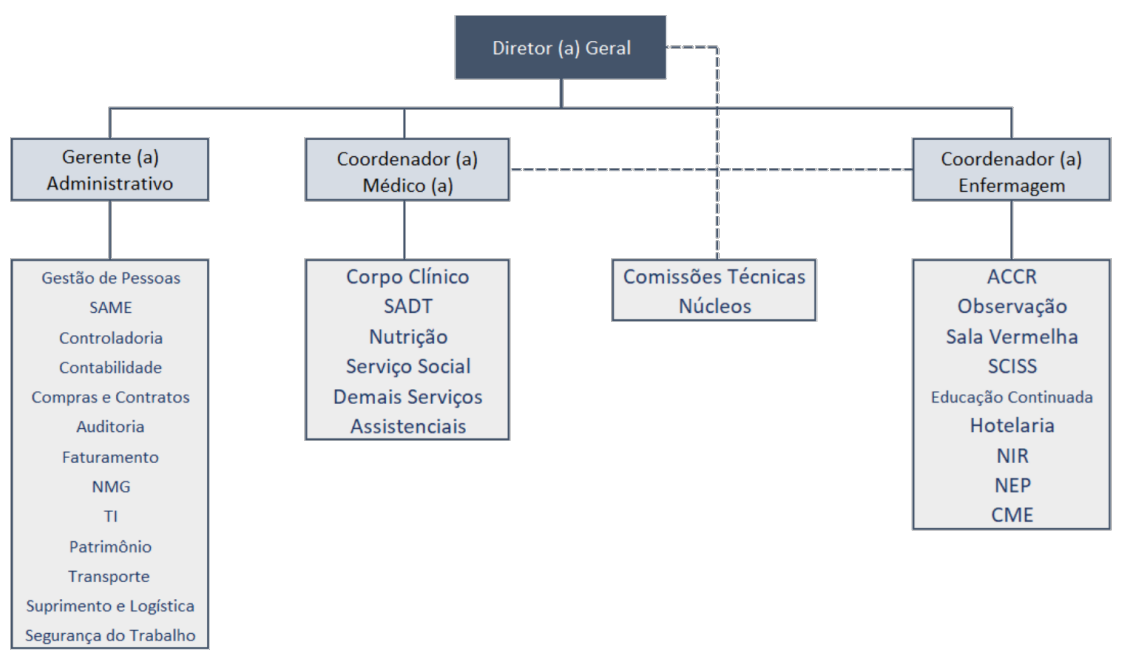 Diretor (a) Geral
Gerente (a)
Administrativo
Coordenador (a)
Médico (a)
Coordenador (a)
Enfermagem
Gestão de Pessoas
SAME
Controladoria
Contabilidade
Compras e Contratos
Auditoria
Faturamento
NMG
TI
Patrimônio
Transporte
Suprimento e Logística
Segurança do Trabalho
Corpo Clínico
SADT
Nutrição
Serviço Social
Demais Serviços
Assistenciais
Comissões Técnicas
Núcleos
ACCR
Observação
Sala Vermelha
SCISS
Educação Continuada
Hotelaria
NIR
NEP
CME